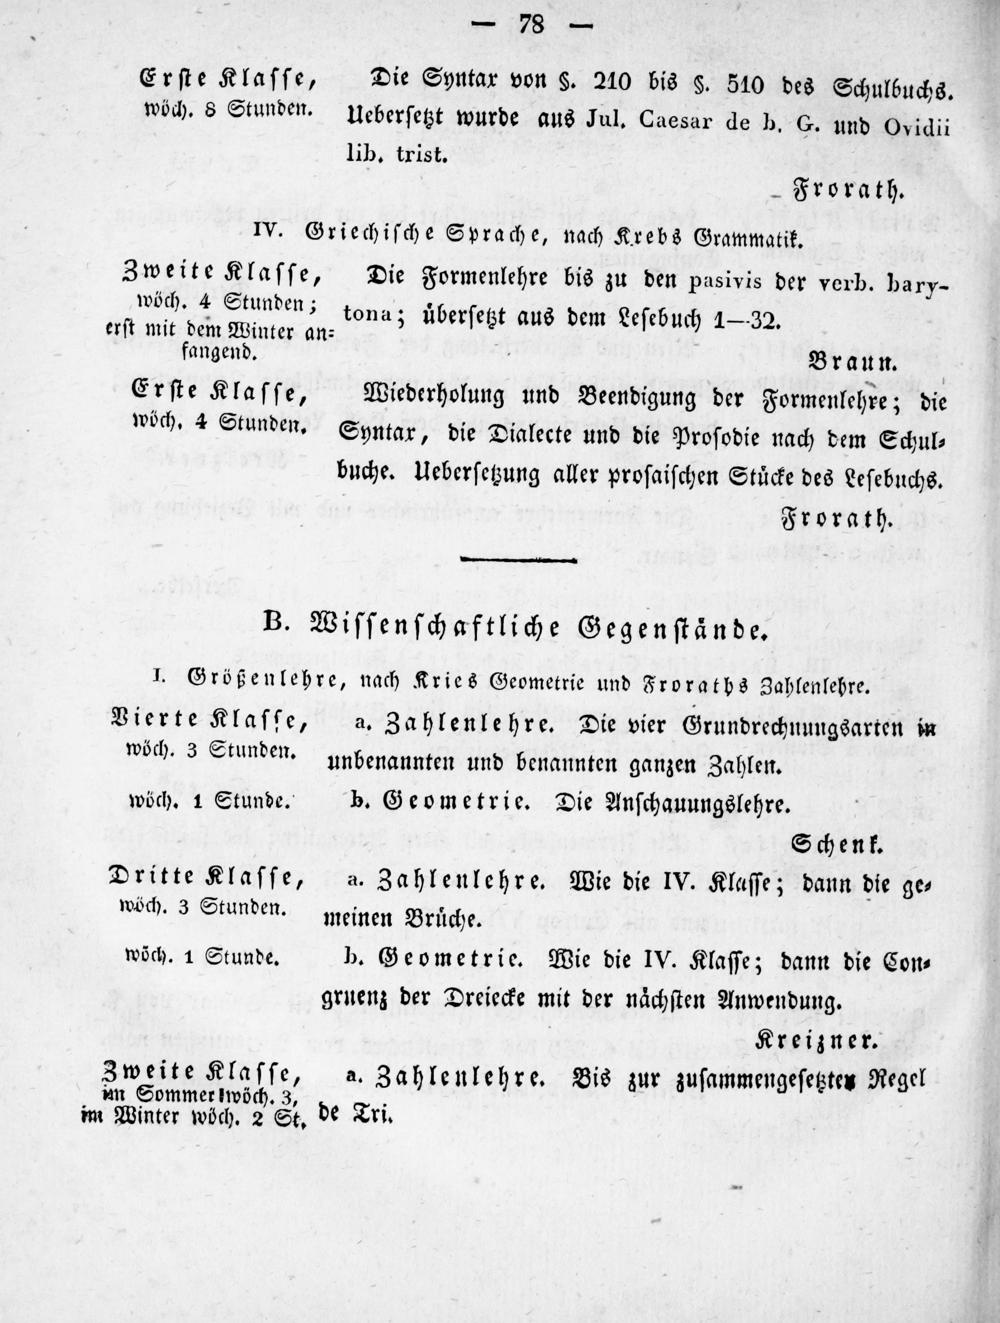 — 78 —
Erste Klasse,
wöch. 8 Stunden.
Die Syntax von §. 210 bis §. 510 des Schulbuchs.
Uebersetzt wurde aus Jul. Caesar de b. G. und Ovidii
lib. trist.
Frorath.
IV. Griechische Sprache, nach Krebs Grammatik.
Zweite Klasse,
wöch. 4 Stunden;
erst mit dem Winter an-
fangend.
Die Formenlehre bis zu den pasivis der verb. bary-
tona; übersetzt aus dem Lesebuch 1—32.
Braun.
Erste Klasse,
wöch. 4 Stunden.
Wiederholung und Beendigung der Formenlehre; die
Syntax, die Dialecte und die Prosodie nach dem Schul-
buche. Uebersetzung aller prosaischen Stücke des Lesebuchs.
Frorath.
B. Wissenschaftliche Gegenstände.
I. Größenlehre, nach Kries Geometrie und Froraths Zahlenlehre.
Vierte Klasse,
wöch. 3 Stunden.
a. Zahlenlehre. Die vier Grundrechnungsarten in
unbenannten und benannten ganzen Zahlen.
wöch. 1 Stunde.
b. Geometrie. Die Anschauungslehre.
Schenk.
Dritte Klasse,
wöch. 3 Stunden.
a. Zahlenlehre. Wie die IV. Klasse; dann die ge-
meinen Brüche.
wöch. 1 Stunde.
b. Geometrie. Wie die IV. Klasse; dann die Con-
gruenz der Dreiecke mit der nächsten Anwendung.
Kreizner.
Zweite Klasse,
im Sommer wöch. 3,
im Winter wöch. 2 St.
a. Zahlenlehre. Bis zur zusammengesetzten Regel
de Tri.